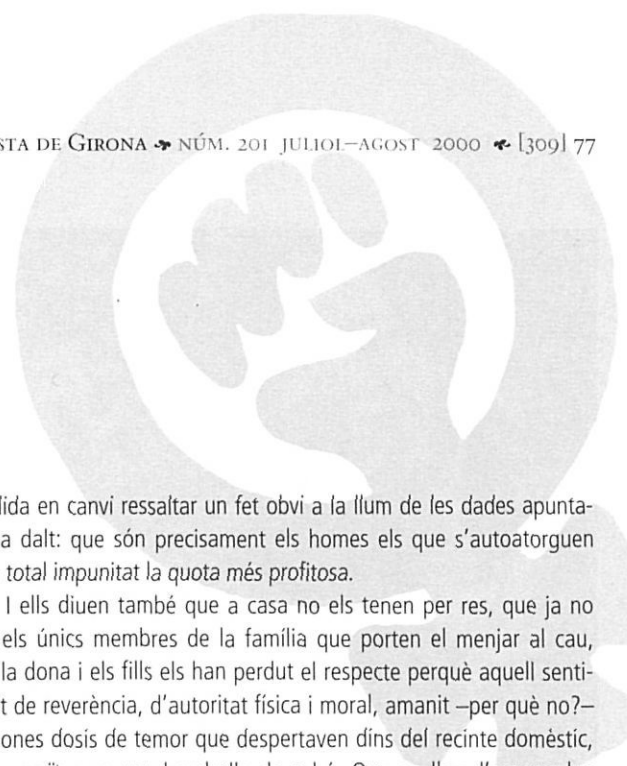 STA DE GIRONA NÚM. 201 JULIOL–AGOST 2000 [309] 77
lida en canvi ressaltar un fet obvi a la llum de les dades apunta-
a dalt: que són precisament els homes els que s'autoatorguen
total impunitat la quota més profitosa.
I ells diuen també que a casa no els tenen per res, que ja no
els únics membres de la família que porten el menjar al cau,
la dona i els fills els han perdut el respecte perquè aquell senti-
t de reverència, d'autoritat física i moral, amanit –per què no?–
ones dosis de temor que despertaven dins del recinte domèstic,